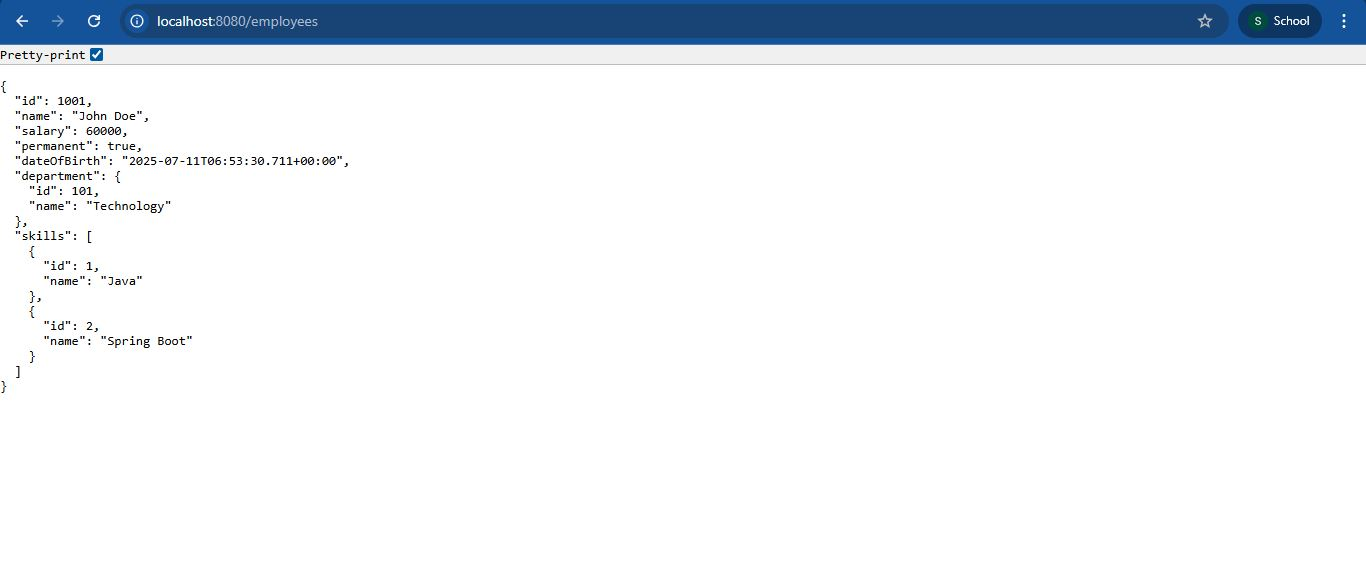 localhost:8080/employees
S School
Pretty-print
{
  "id": 1001,
  "name": "John Doe",
  "salary": 60000,
  "permanent": true,
  "dateOfBirth": "2025-07-11T06:53:30.711+00:00",
  "department": {
    "id": 101,
    "name": "Technology"
  },
  "skills": [
    {
      "id": 1,
      "name": "Java"
    },
    {
      "id": 2,
      "name": "Spring Boot"
    }
  ]
}